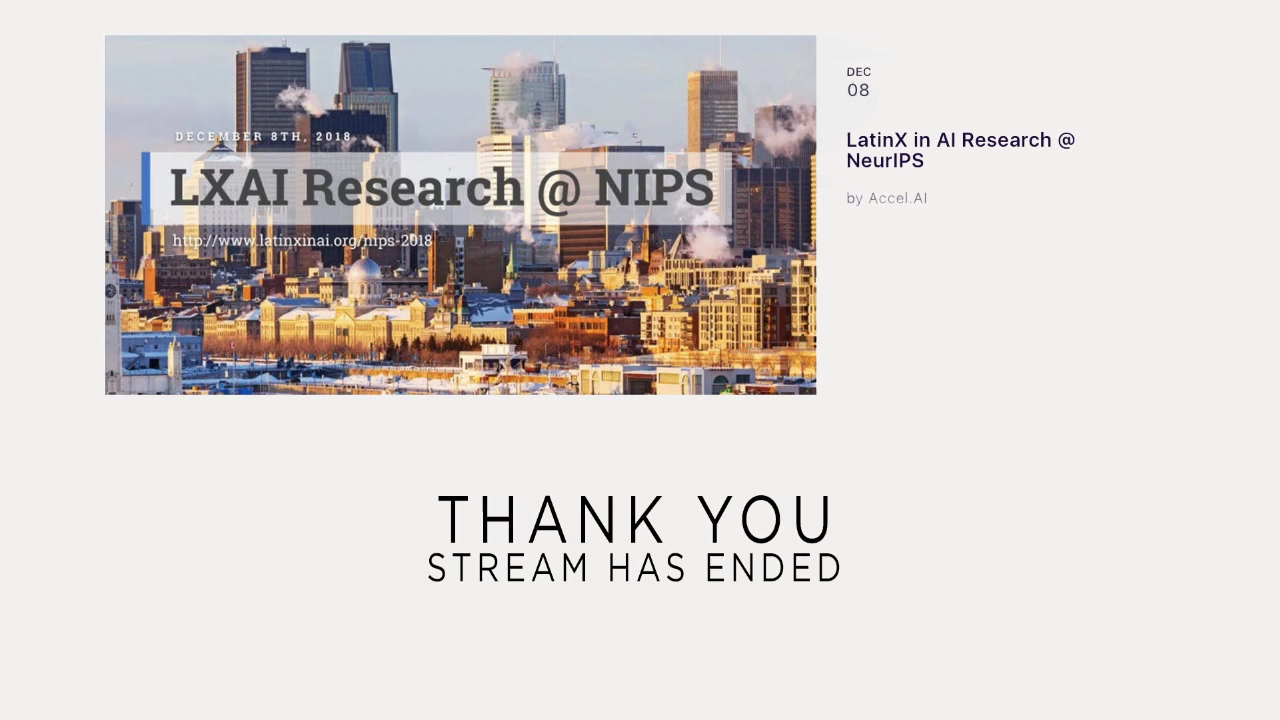 DECEMBER 8TH, 2018
LXAI Research @ NIPS
http://www.latinxinai.org/nips-2018
DEC
08
LatinX in AI Research @
NeurIPS
by Accel.AI
THANK YOU
STREAM HAS ENDED